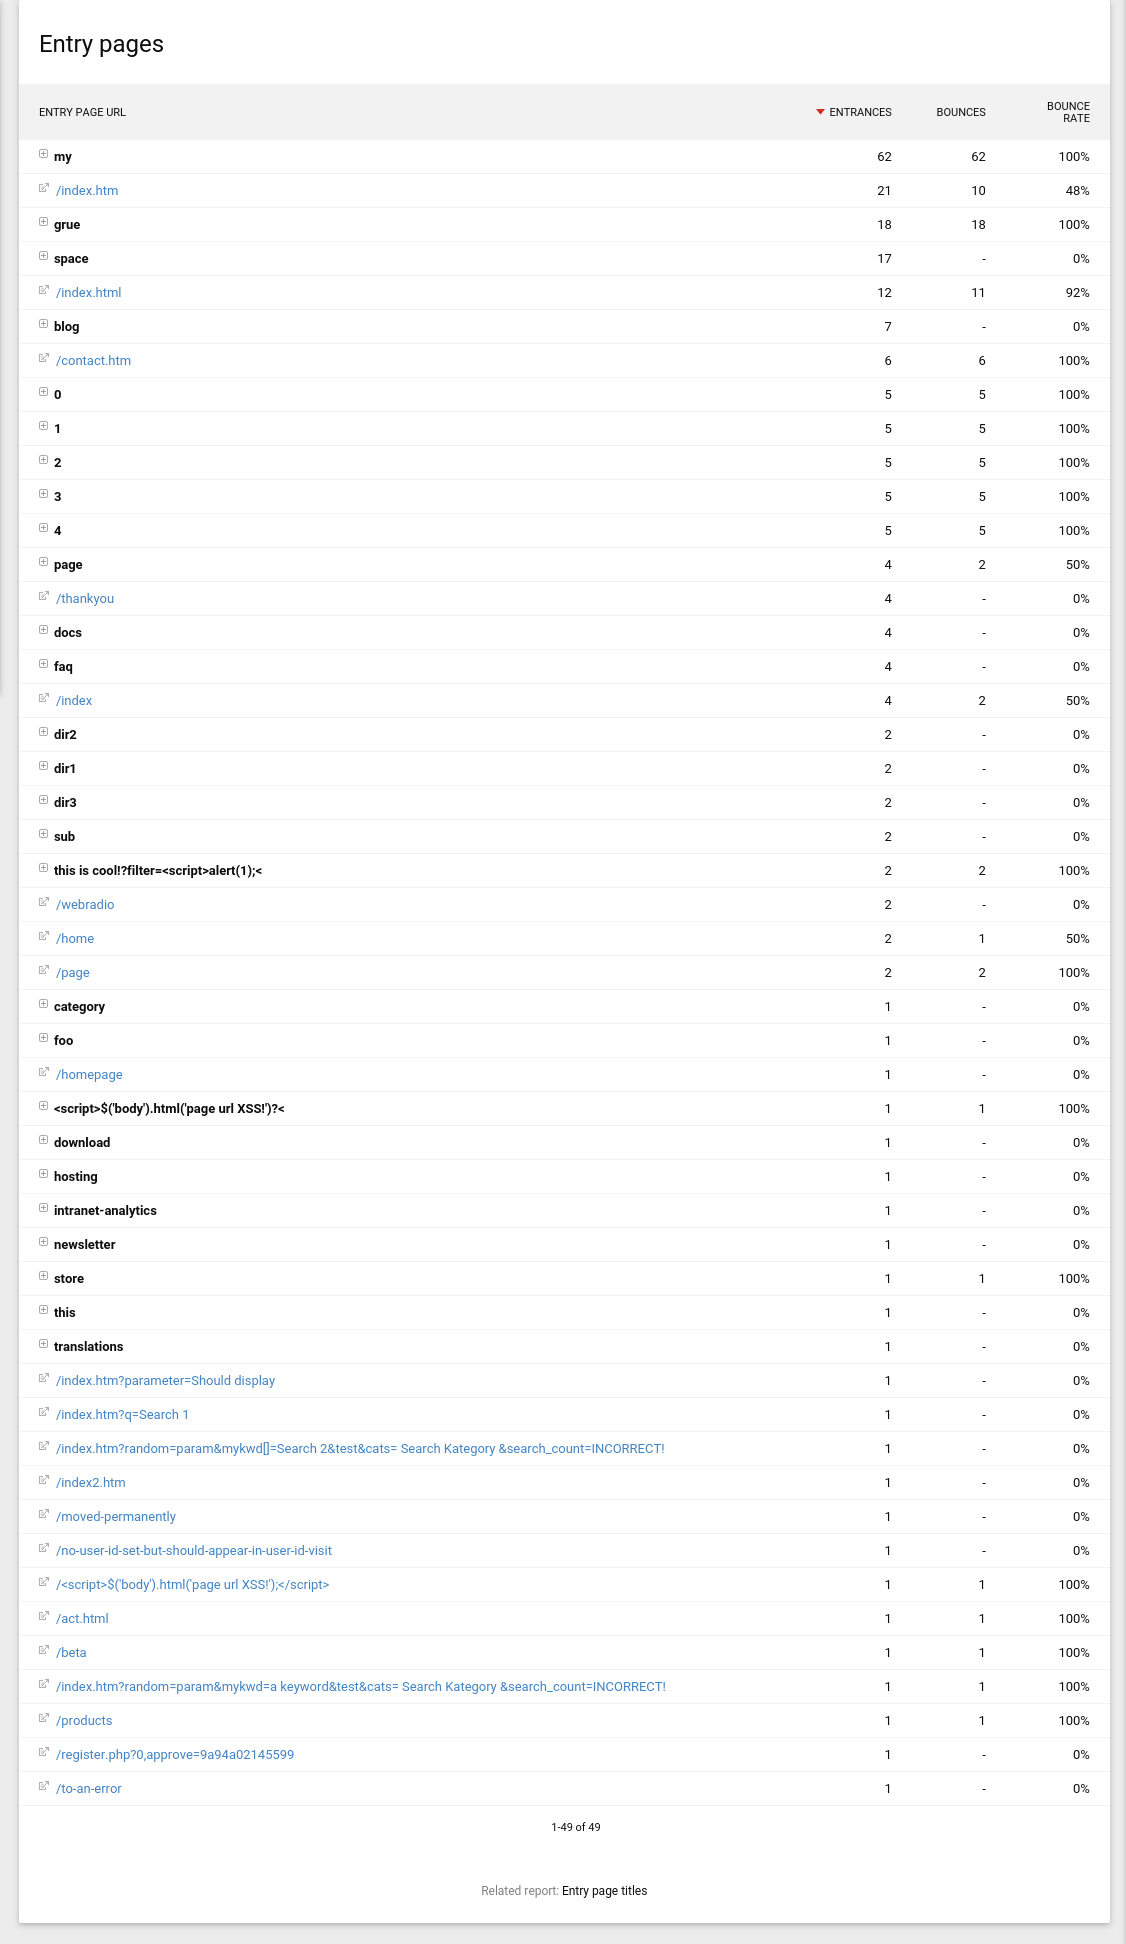 Entry pages
ENTRY PAGE URL ENTRANCES BOUNCES BOUNCE RATE
my 62 62 100%
/index.htm 21 10 48%
grue 18 18 100%
space 17 - 0%
/index.html 12 11 92%
blog 7 - 0%
/contact.htm 6 6 100%
0 5 5 100%
1 5 5 100%
2 5 5 100%
3 5 5 100%
4 5 5 100%
page 4 2 50%
/thankyou 4 - 0%
docs 4 - 0%
faq 4 - 0%
/index 4 2 50%
dir2 2 - 0%
dir1 2 - 0%
dir3 2 - 0%
sub 2 - 0%
this is cool!?filter=<script>alert(1);< 2 2 100%
/webradio 2 - 0%
/home 2 1 50%
/page 2 2 100%
category 1 - 0%
foo 1 - 0%
/homepage 1 - 0%
<script>$('body').html('page url XSS!')?< 1 1 100%
download 1 - 0%
hosting 1 - 0%
intranet-analytics 1 - 0%
newsletter 1 - 0%
store 1 1 100%
this 1 - 0%
translations 1 - 0%
/index.htm?parameter=Should display 1 - 0%
/index.htm?q=Search 1 1 - 0%
/index.htm?random=param&mykwd[]=Search 2&test&cats= Search Kategory &search_count=INCORRECT! 1 - 0%
/index2.htm 1 - 0%
/moved-permanently 1 - 0%
/no-user-id-set-but-should-appear-in-user-id-visit 1 - 0%
/<script>$('body').html('page url XSS!');</script> 1 1 100%
/act.html 1 1 100%
/beta 1 1 100%
/index.htm?random=param&mykwd=a keyword&test&cats= Search Kategory &search_count=INCORRECT! 1 1 100%
/products 1 1 100%
/register.php?0,approve=9a94a02145599 1 - 0%
/to-an-error 1 - 0%
1-49 of 49
Related report: Entry page titles